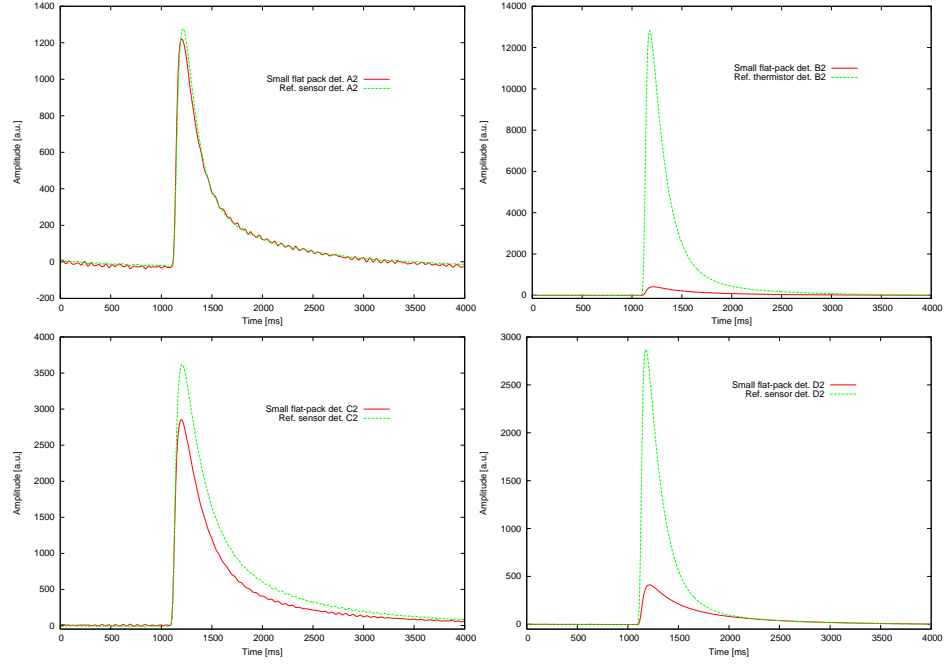 1400
1200
1000
800
600
400
200
0
-200
0 500 1000 1500 2000 2500 3000 3500 4000
Amplitude [a.u.]
Time [ms]
Small flat pack det. A2
Ref. sensor det. A2
14000
12000
10000
8000
6000
4000
2000
0
0 500 1000 1500 2000 2500 3000 3500 4000
Amplitude [a.u.]
Time [ms]
Small flat-pack det. B2
Ref. thermistor det. B2
4000
3500
3000
2500
2000
1500
1000
500
0
0 500 1000 1500 2000 2500 3000 3500 4000
Amplitude [a.u.]
Time [ms]
Small flat-pack det. C2
Ref. sensor det. C2
3000
2500
2000
1500
1000
500
0
0 500 1000 1500 2000 2500 3000 3500 4000
Amplitude [a.u.]
Time [ms]
Small flat-pack det. D2
Ref. sensor det. D2